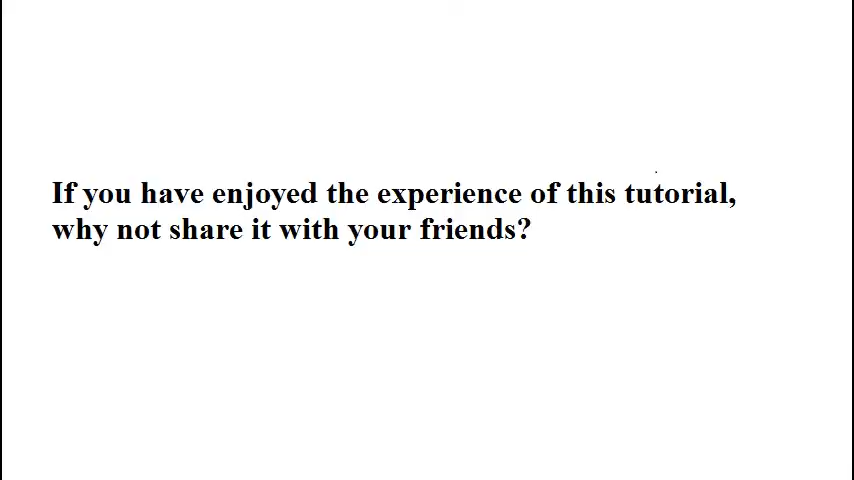 If you have enjoyed the experience of this tutorial,
why not share it with your friends?